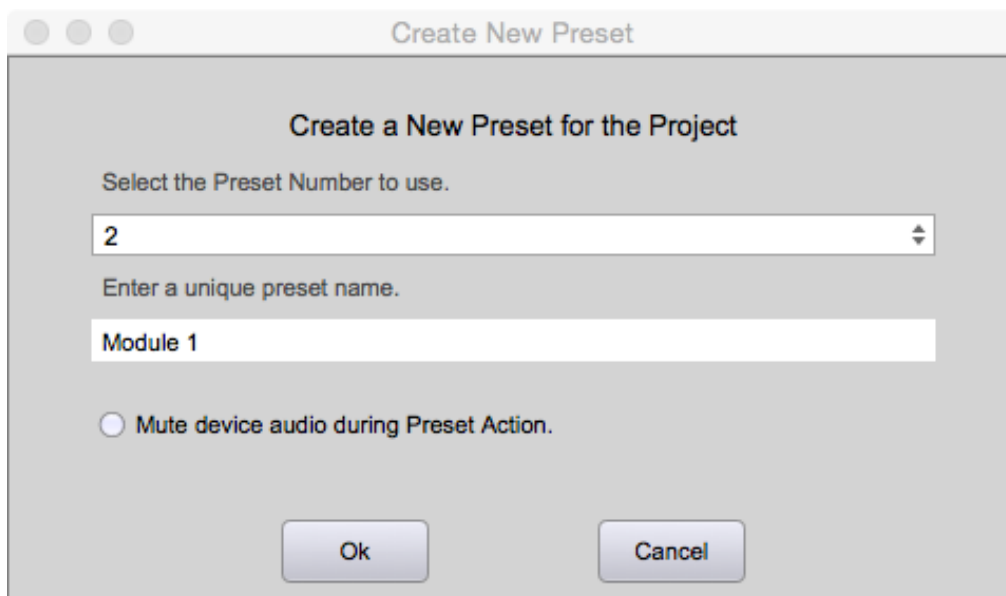 Create New Preset
Create a New Preset for the Project
Select the Preset Number to use.
2
Enter a unique preset name.
Module 1
Mute device audio during Preset Action.
Ok
Cancel